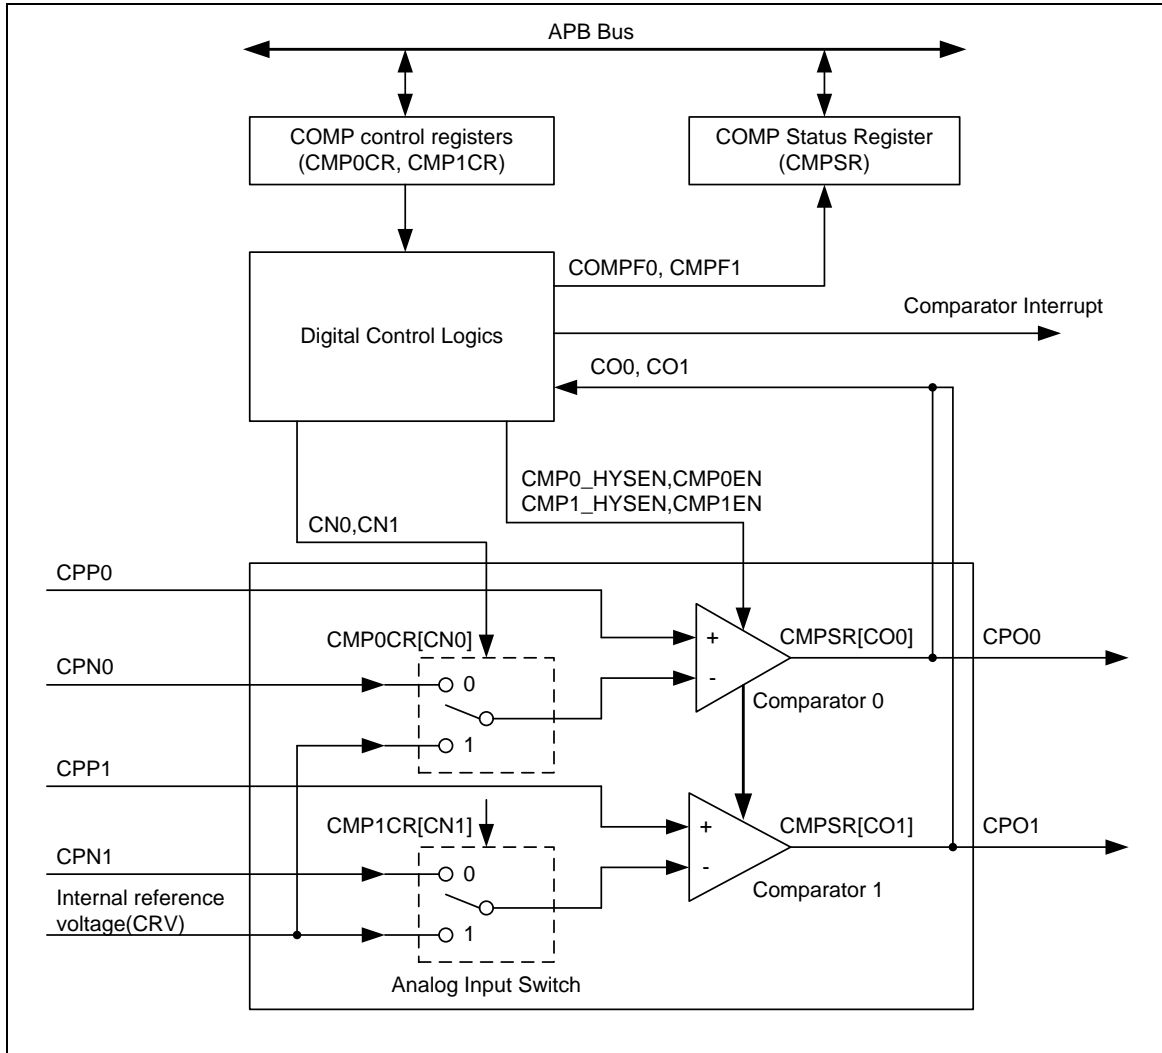 APB Bus
COMP control registers
(CMP0CR, CMP1CR)
COMP Status Register
(CMPSR)
COMPF0, CMPF1
Digital Control Logics
Comparator Interrupt
CO0, CO1
CMP0_HYSEN,CMP0EN
CMP1_HYSEN,CMP1EN
CN0,CN1
CPP0
CMP0CR[CN0]
+
CMPSR[CO0]
CPO0
CPN0
0
-
Comparator 0
1
CPP1
CMP1CR[CN1]
+
CMPSR[CO1]
CPO1
CPN1
0
-
Comparator 1
Internal reference
voltage(CRV)
1
Analog Input Switch